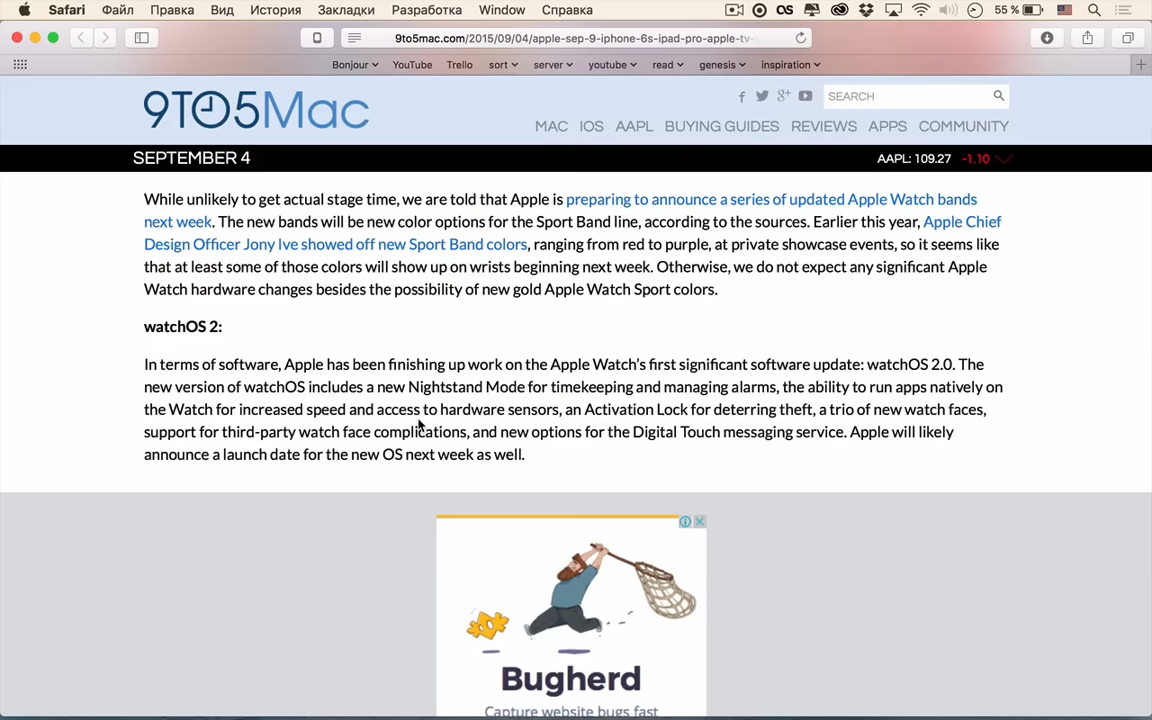 Safari Файл Правка Вид История Закладки Разработка Window Справка 55 %
9to5mac.com/2015/09/04/apple-sep-9-iphone-6s-ipad-pro-apple-tv-
Bonjour YouTube Trello sort server youtube read genesis inspiration
9TO5Mac
SEARCH
MAC IOS AAPL BUYING GUIDES REVIEWS APPS COMMUNITY
SEPTEMBER 4 AAPL: 109.27 -1.10
While unlikely to get actual stage time, we are told that Apple is preparing to announce a series of updated Apple Watch bands
next week. The new bands will be new color options for the Sport Band line, according to the sources. Earlier this year, Apple Chief
Design Officer Jony Ive showed off new Sport Band colors, ranging from red to purple, at private showcase events, so it seems like
that at least some of those colors will show up on wrists beginning next week. Otherwise, we do not expect any significant Apple
Watch hardware changes besides the possibility of new gold Apple Watch Sport colors.
watchOS 2:
In terms of software, Apple has been finishing up work on the Apple Watch’s first significant software update: watchOS 2.0. The
new version of watchOS includes a new Nightstand Mode for timekeeping and managing alarms, the ability to run apps natively on
the Watch for increased speed and access to hardware sensors, an Activation Lock for deterring theft, a trio of new watch faces,
support for third-party watch face complications, and new options for the Digital Touch messaging service. Apple will likely
announce a launch date for the new OS next week as well.
Bugherd
Capture website bugs fast